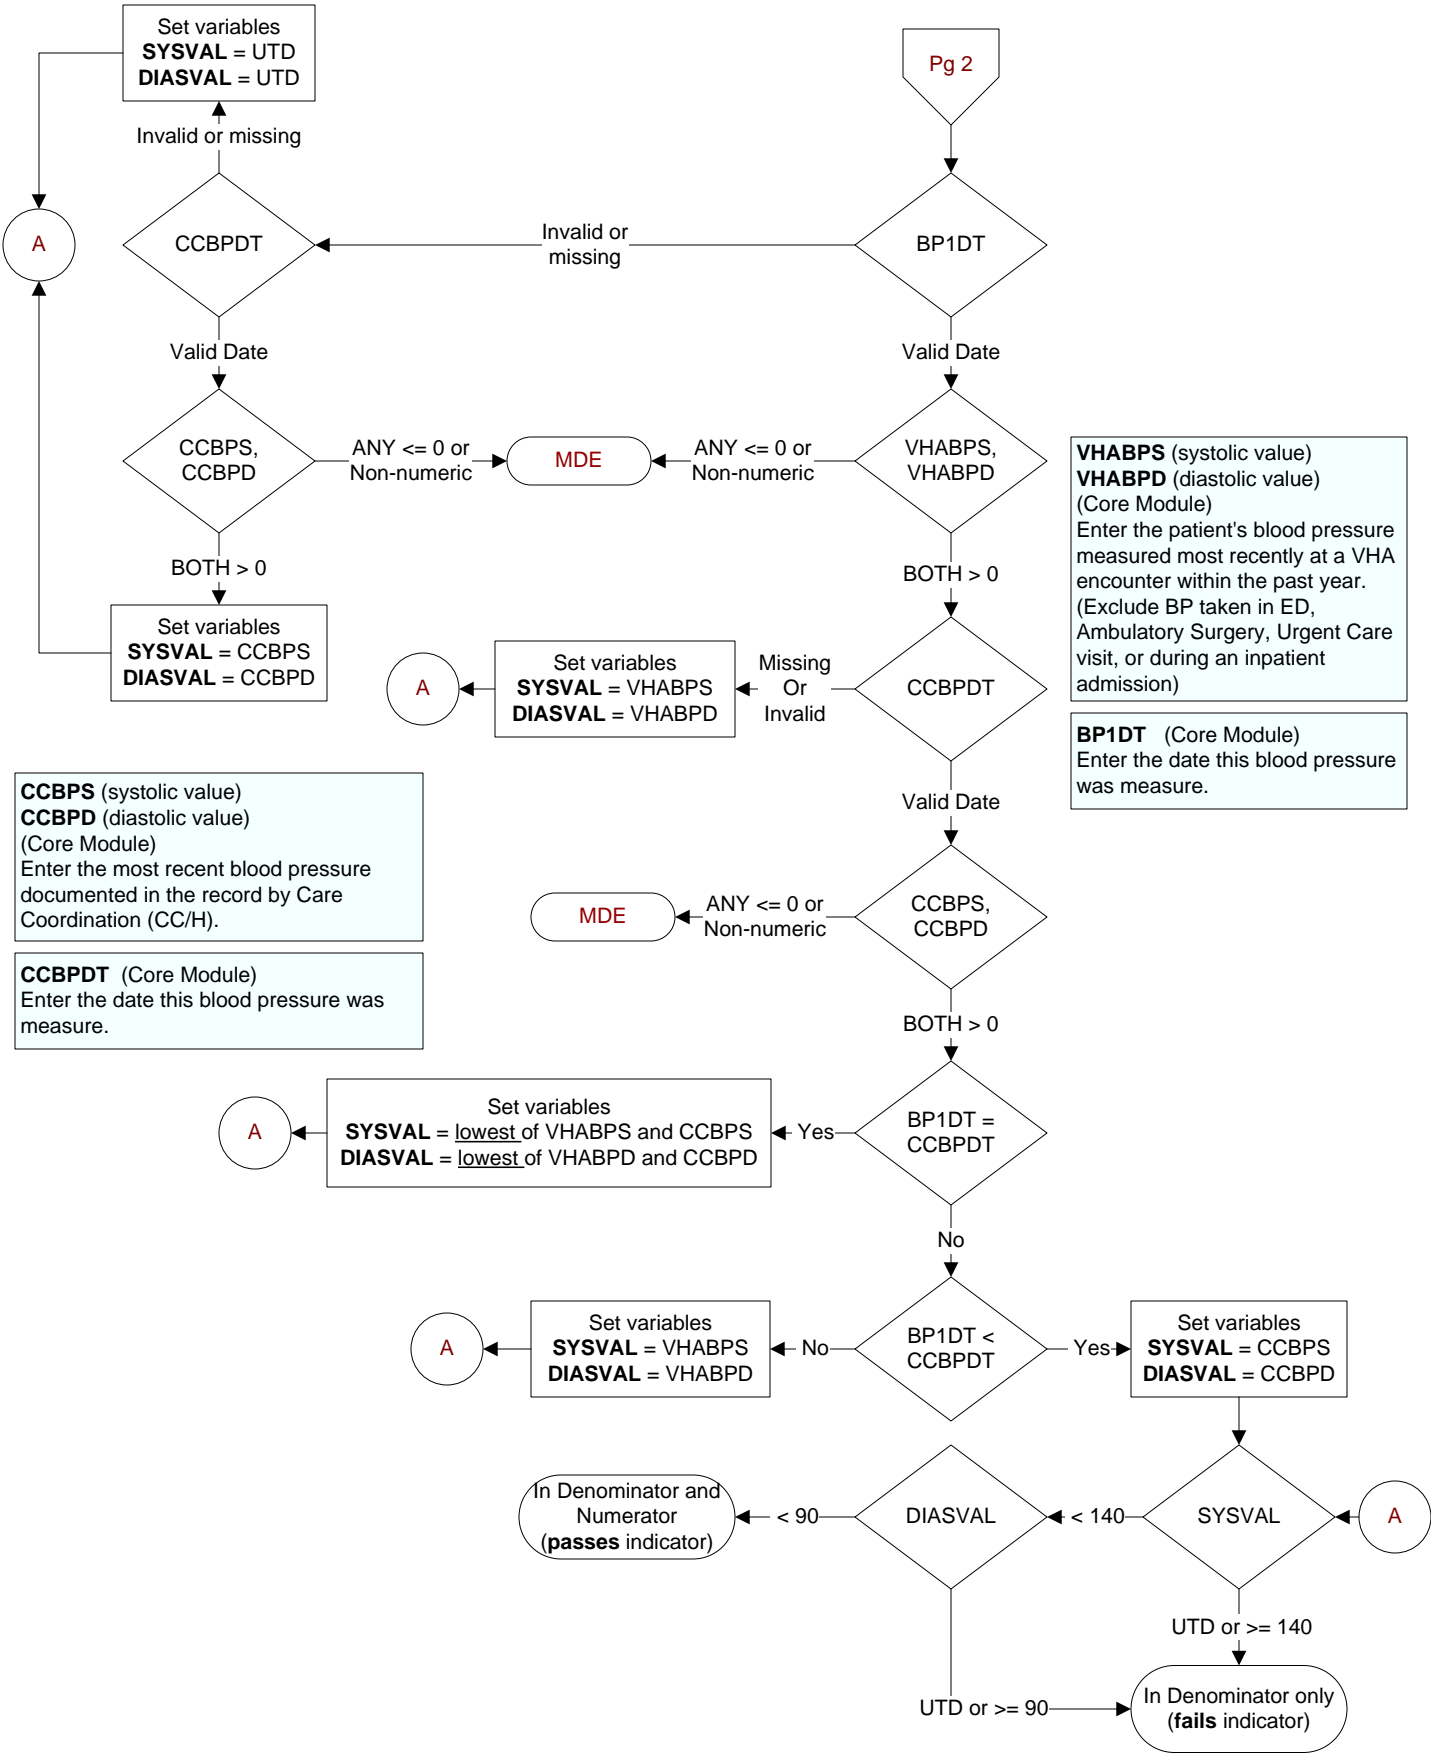 Set variables
SYSVAL = UTD
DIASVAL = UTD
Pg 2
Invalid or missing
A
CCBPDT
Invalid or
missing
BP1DT
Valid Date
Valid Date
CCBPS,
CCBPD
ANY <= 0 or
Non-numeric
MDE
ANY <= 0 or
Non-numeric
VHABPS,
VHABPD
VHABPS (systolic value)
VHABPD (diastolic value)
(Core Module)
Enter the patient's blood pressure
measured most recently at a VHA
encounter within the past year.
(Exclude BP taken in ED,
Ambulatory Surgery, Urgent Care
visit, or during an inpatient
admission)
BOTH > 0
BOTH > 0
Set variables
SYSVAL = CCBPS
DIASVAL = CCBPD
A
Set variables
SYSVAL = VHABPS
DIASVAL = VHABPD
Missing
Or
Invalid
CCBPDT
BP1DT (Core Module)
Enter the date this blood pressure
was measure.
CCBPS (systolic value)
CCBPD (diastolic value)
(Core Module)
Enter the most recent blood pressure
documented in the record by Care
Coordination (CC/H).
Valid Date
MDE
ANY <= 0 or
Non-numeric
CCBPS,
CCBPD
CCBPDT (Core Module)
Enter the date this blood pressure was
measure.
BOTH > 0
A
Set variables
SYSVAL = lowest of VHABPS and CCBPS
DIASVAL = lowest of VHABPD and CCBPD
Yes
BP1DT =
CCBPDT
No
A
Set variables
SYSVAL = VHABPS
DIASVAL = VHABPD
No
BP1DT <
CCBPDT
Yes
Set variables
SYSVAL = CCBPS
DIASVAL = CCBPD
In Denominator and
Numerator
(passes indicator)
< 90
DIASVAL
< 140
SYSVAL
A
UTD or >= 140
UTD or >= 90
In Denominator only
(fails indicator)